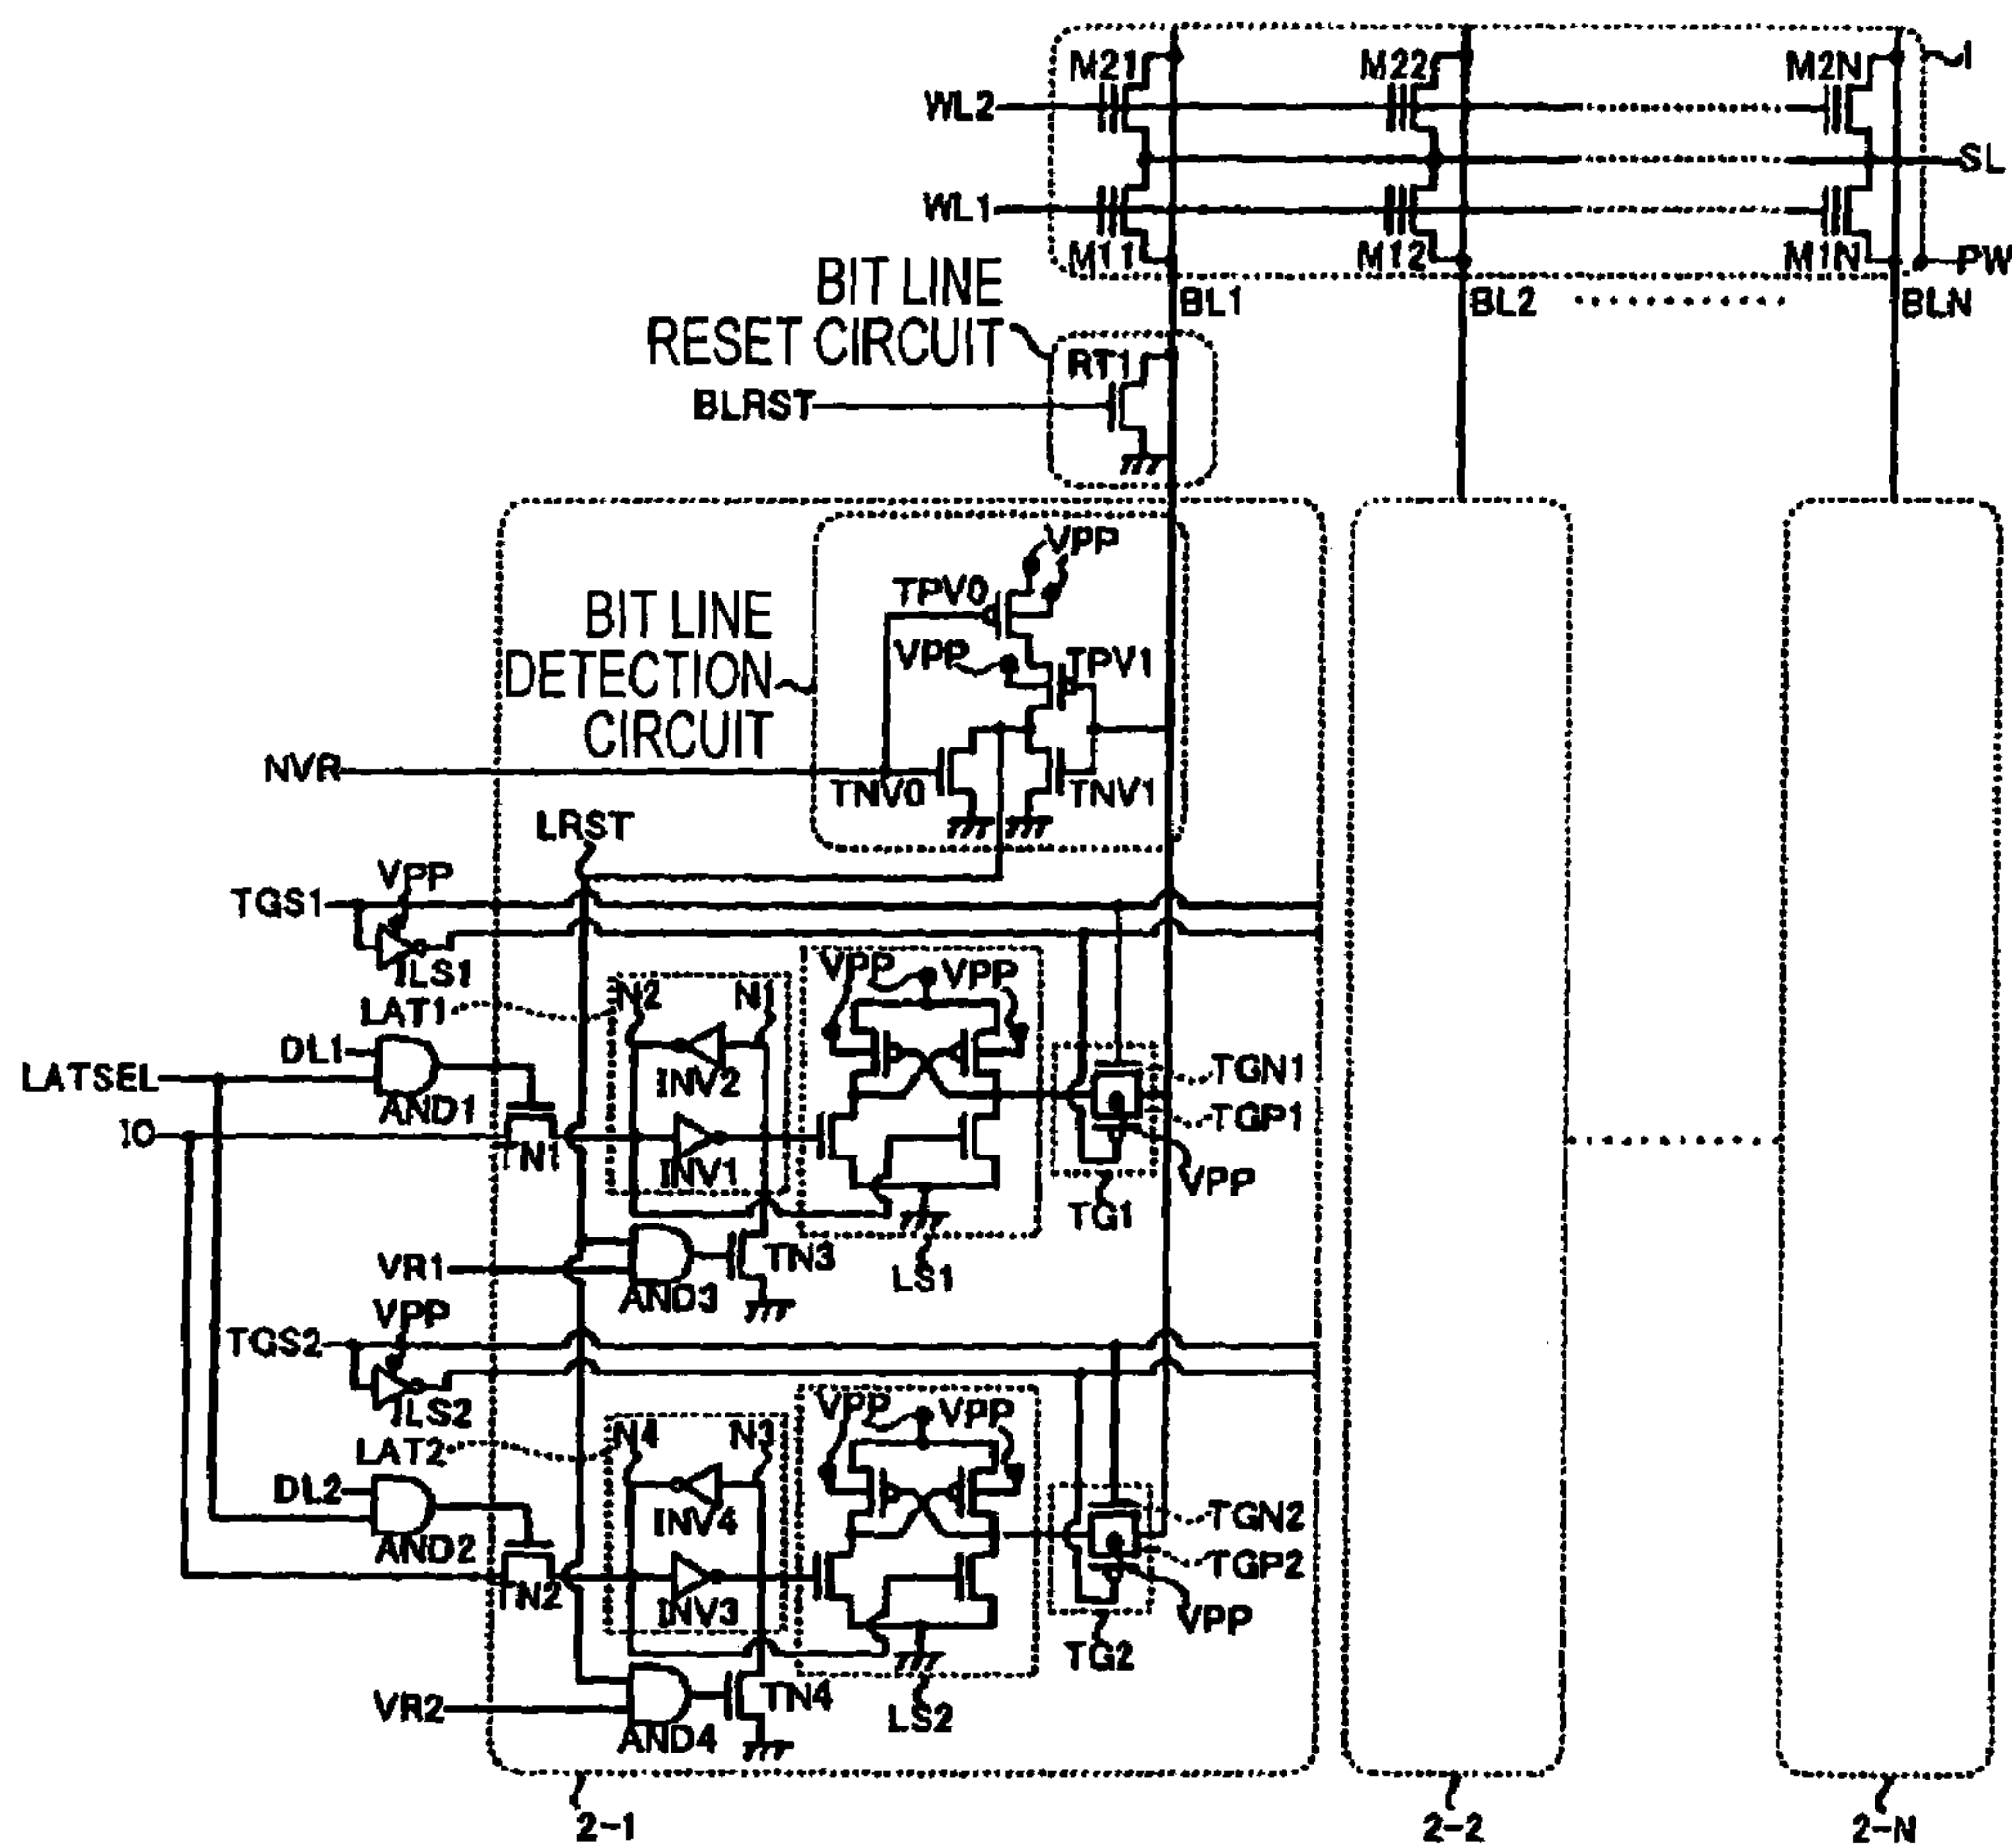 M21 M22 M2N 1
WL2
SL
WL1
M11 M12 M1N PW
BL1 BL2 BLN
BIT LINE
RESET CIRCUIT
RT1
BLRST
VPP
TPV0
BIT LINE
DETECTION
CIRCUIT
VPP TPV1
NVR
TNV0 TNV1
LRST
VPP
TGS1
ILS1
LAT1 N2 N1 VPP VPP
DL1
LATSEL
AND1
INV2
TGN1
TGP1
IO
TN1 INV1 VPP
TG1
VR1
AND3 TN3 LS1
VPP
TGS2
ILS2
LAT2 N4 N3 VPP VPP
DL2
AND2
INV4
TGN2
TGP2
TN2 INV3 VPP
TG2
VR2
AND4 TN4 LS2
2-1 2-2 2-N